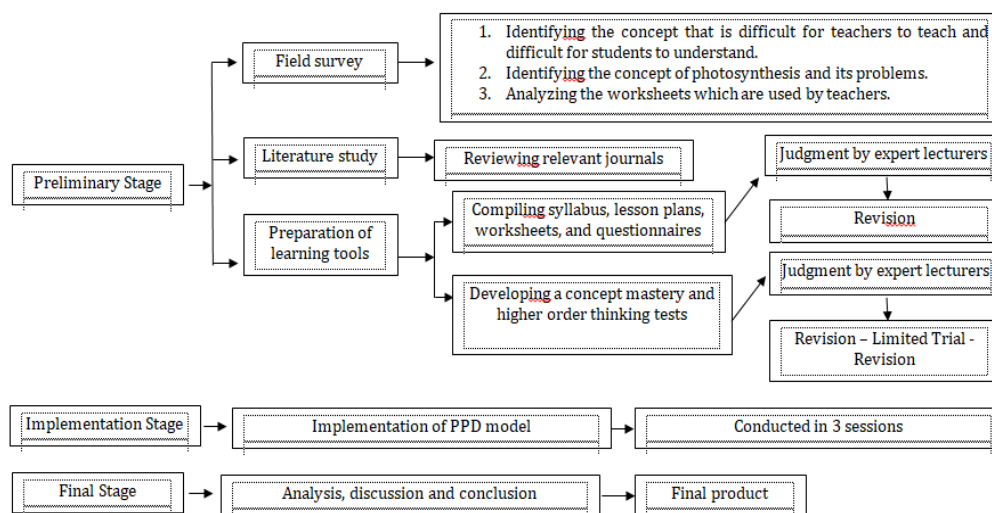 Field survey
1. Identifying the concept that is difficult for teachers to teach and
difficult for students to understand.
2. Identifying the concept of photosynthesis and its problems.
3. Analyzing the worksheets which are used by teachers.
Preliminary Stage
Literature study
Reviewing relevant journals
Preparation of
learning tools
Compiling syllabus, lesson plans,
worksheets, and questionnaires
Judgment by expert lecturers
Revision
Developing a concept mastery and
higher order thinking tests
Judgment by expert lecturers
Revision – Limited Trial -
Revision
Implementation Stage
Implementation of PPD model
Conducted in 3 sessions
Final Stage
Analysis, discussion and conclusion
Final product